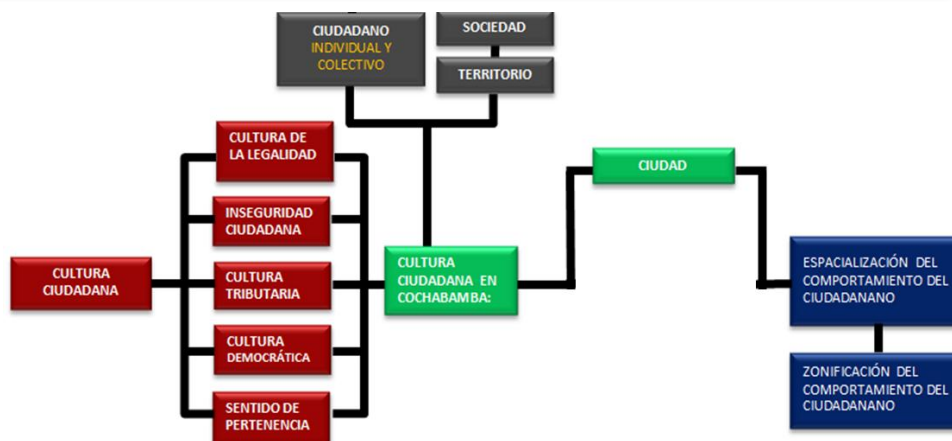 CIUDADANO
INDIVIDUAL Y
COLECTIVO
SOCIEDAD
TERRITORIO
CULTURA DE
LA LEGALIDAD
INSEGURIDAD
CIUDADANA
CULTURA
TRIBUTARIA
CULTURA
DEMOCRÁTICA
SENTIDO DE
PERTENENCIA
CULTURA
CIUDADANA
CULTURA
CIUDADANA EN
COCHABAMBA:
CIUDAD
ESPACIALIZACIÓN DEL
COMPORTAMIENTO DEL
CIUDADANANO
ZONIFICACIÓN DEL
COMPORTAMIENTO DEL
CIUDADANANO